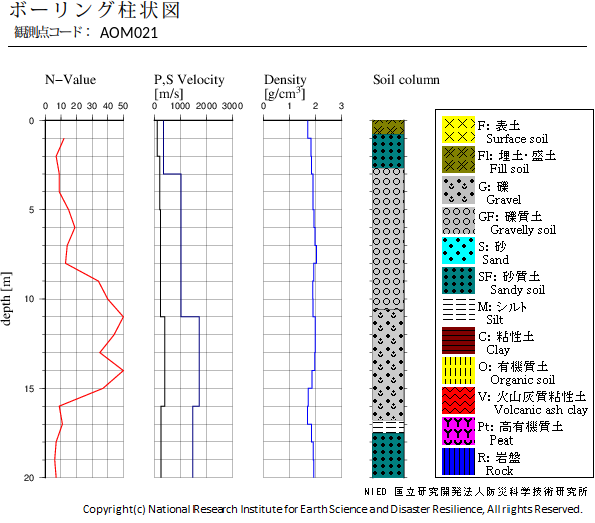 ボーリング柱状図
観測点コード： AOM021
N−Value
P,S Velocity
[m/s]
Density
[g/cm³]
Soil column
0 10 20 30 40 50
0 1000 2000 3000
0 1 2 3
0
5
10
15
20
depth [m]
F: 表土
Surface soil
Fl: 埋土・盛土
Fill soil
G: 礫
Gravel
GF: 礫質土
Gravelly soil
S: 砂
Sand
SF: 砂質土
Sandy soil
M: シルト
Silt
C: 粘性土
Clay
O: 有機質土
Organic soil
V: 火山灰質粘性土
Volcanic ash clay
Pt: 高有機質土
Peat
R: 岩盤
Rock
NIED 国立研究開発法人防災科学技術研究所
Copyright(c) National Research Institute for Earth Science and Disaster Resilience, All rights Reserved.